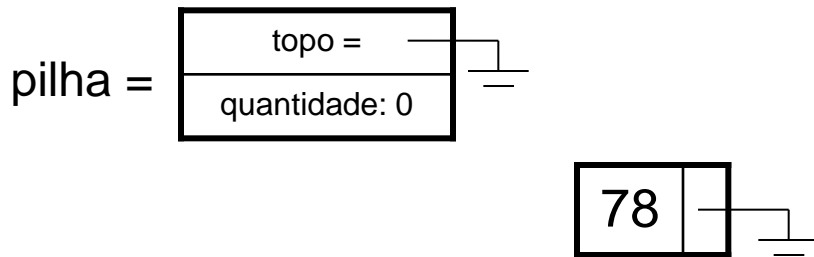 topo =
pilha =
quantidade: 0
78